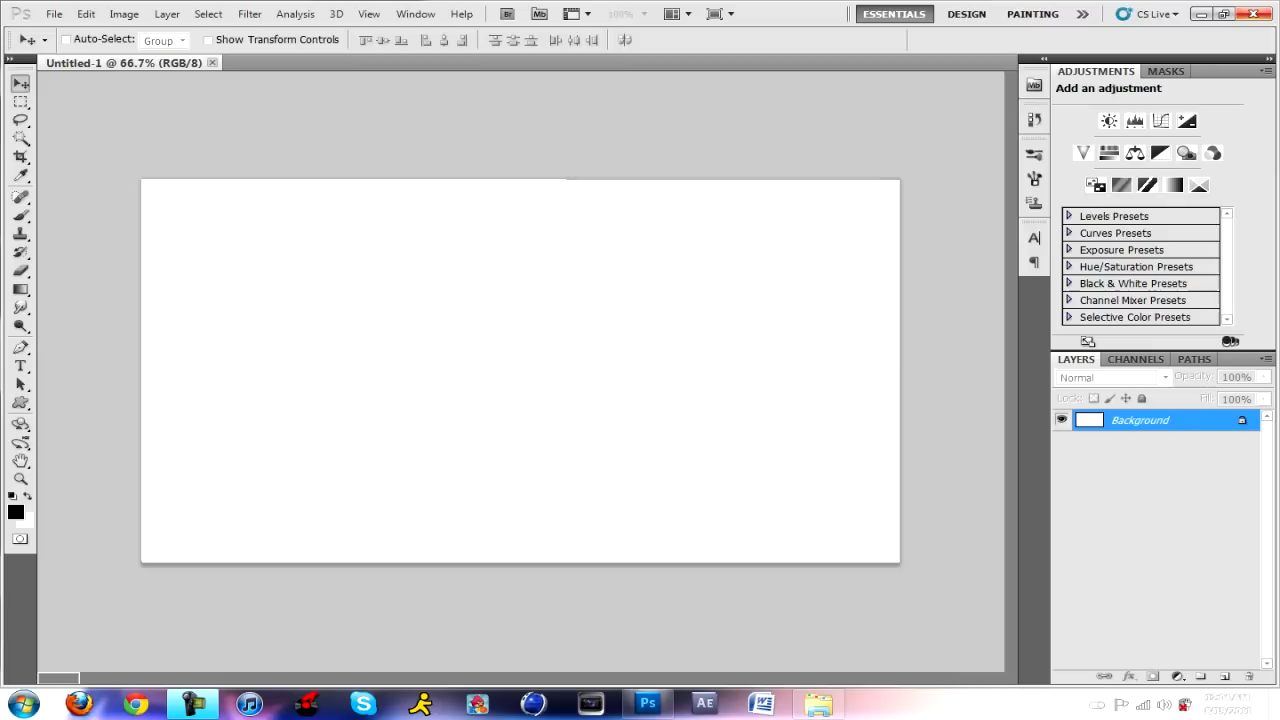 Ps File Edit Image Layer Select Filter Analysis 3D View Window Help Br Mb 100% ESSENTIALS DESIGN PAINTING CS Live
Auto-Select: Group Show Transform Controls
Untitled-1 @ 66.7% (RGB/8)
ADJUSTMENTS MASKS
Add an adjustment
Levels Presets
Curves Presets
Exposure Presets
Hue/Saturation Presets
Black & White Presets
Channel Mixer Presets
Selective Color Presets
LAYERS CHANNELS PATHS
Normal Opacity: 100%
Lock: Fill: 100%
Background
Ps Ae